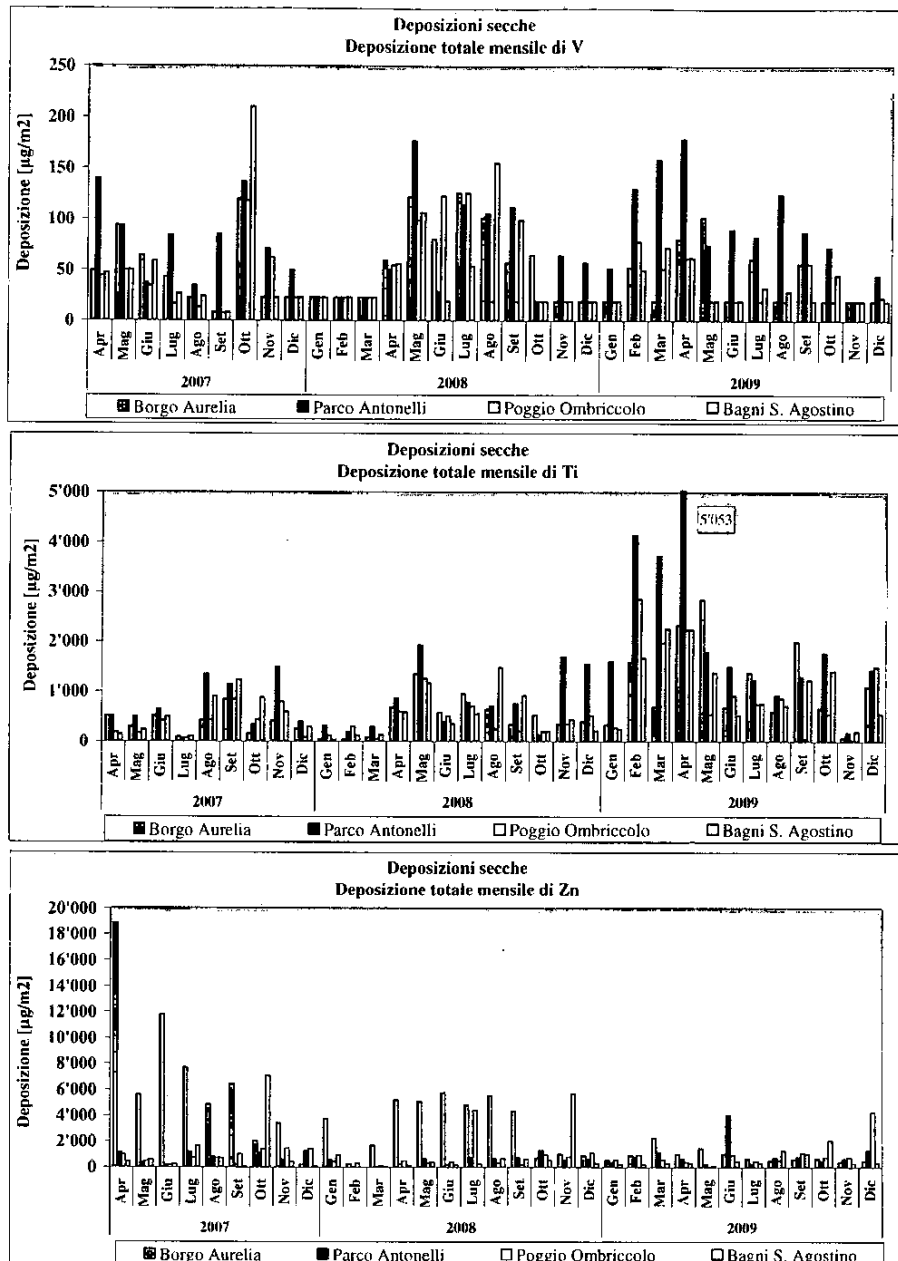 Deposizioni secche
Deposizione totale mensile di V
Deposizione [µg/m2]
250
200
150
100
50
0
Apr Mag Giu Lug Ago Set Ott Nov Dic Gen Feb Mar Apr Mag Giu Lug Ago Set Ott Nov Dic Gen Feb Mar Apr Mag Giu Lug Ago Set Ott Nov Dic
2007 2008 2009
Borgo Aurelia Parco Antonelli Poggio Ombriccolo Bagni S. Agostino
Deposizioni secche
Deposizione totale mensile di Ti
Deposizione [µg/m2]
5'000
4'000
3'000
2'000
1'000
0
5'053
Apr Mag Giu Lug Ago Set Ott Nov Dic Gen Feb Mar Apr Mag Giu Lug Ago Set Ott Nov Dic Gen Feb Mar Apr Mag Giu Lug Ago Set Ott Nov Dic
2007 2008 2009
Borgo Aurelia Parco Antonelli Poggio Ombriccolo Bagni S. Agostino
Deposizioni secche
Deposizione totale mensile di Zn
Deposizione [µg/m2]
20'000
18'000
16'000
14'000
12'000
10'000
8'000
6'000
4'000
2'000
0
Apr Mag Giu Lug Ago Set Ott Nov Dic Gen Feb Mar Apr Mag Giu Lug Ago Set Ott Nov Dic Gen Feb Mar Apr Mag Giu Lug Ago Set Ott Nov Dic
2007 2008 2009
Borgo Aurelia Parco Antonelli Poggio Ombriccolo Bagni S. Agostino